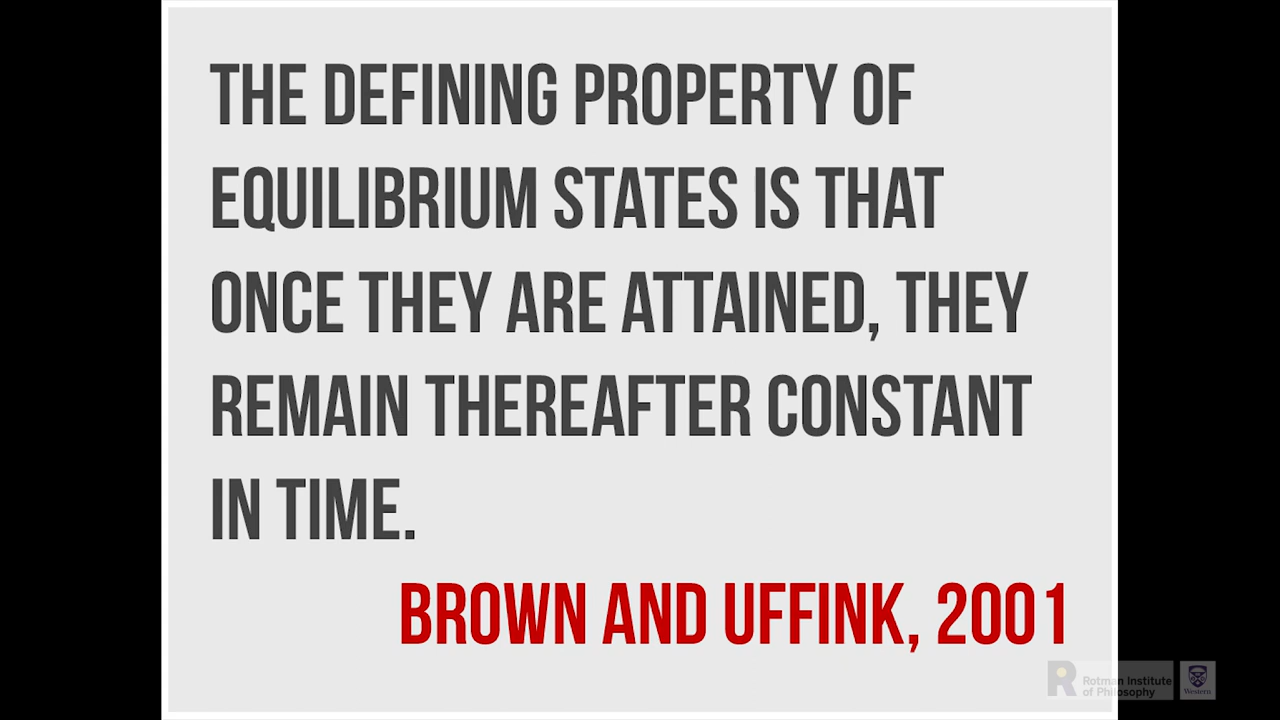 THE DEFINING PROPERTY OF
EQUILIBRIUM STATES IS THAT
ONCE THEY ARE ATTAINED, THEY
REMAIN THEREAFTER CONSTANT
IN TIME.
BROWN AND UFFINK, 2001
Rotman Institute
of Philosophy
Western